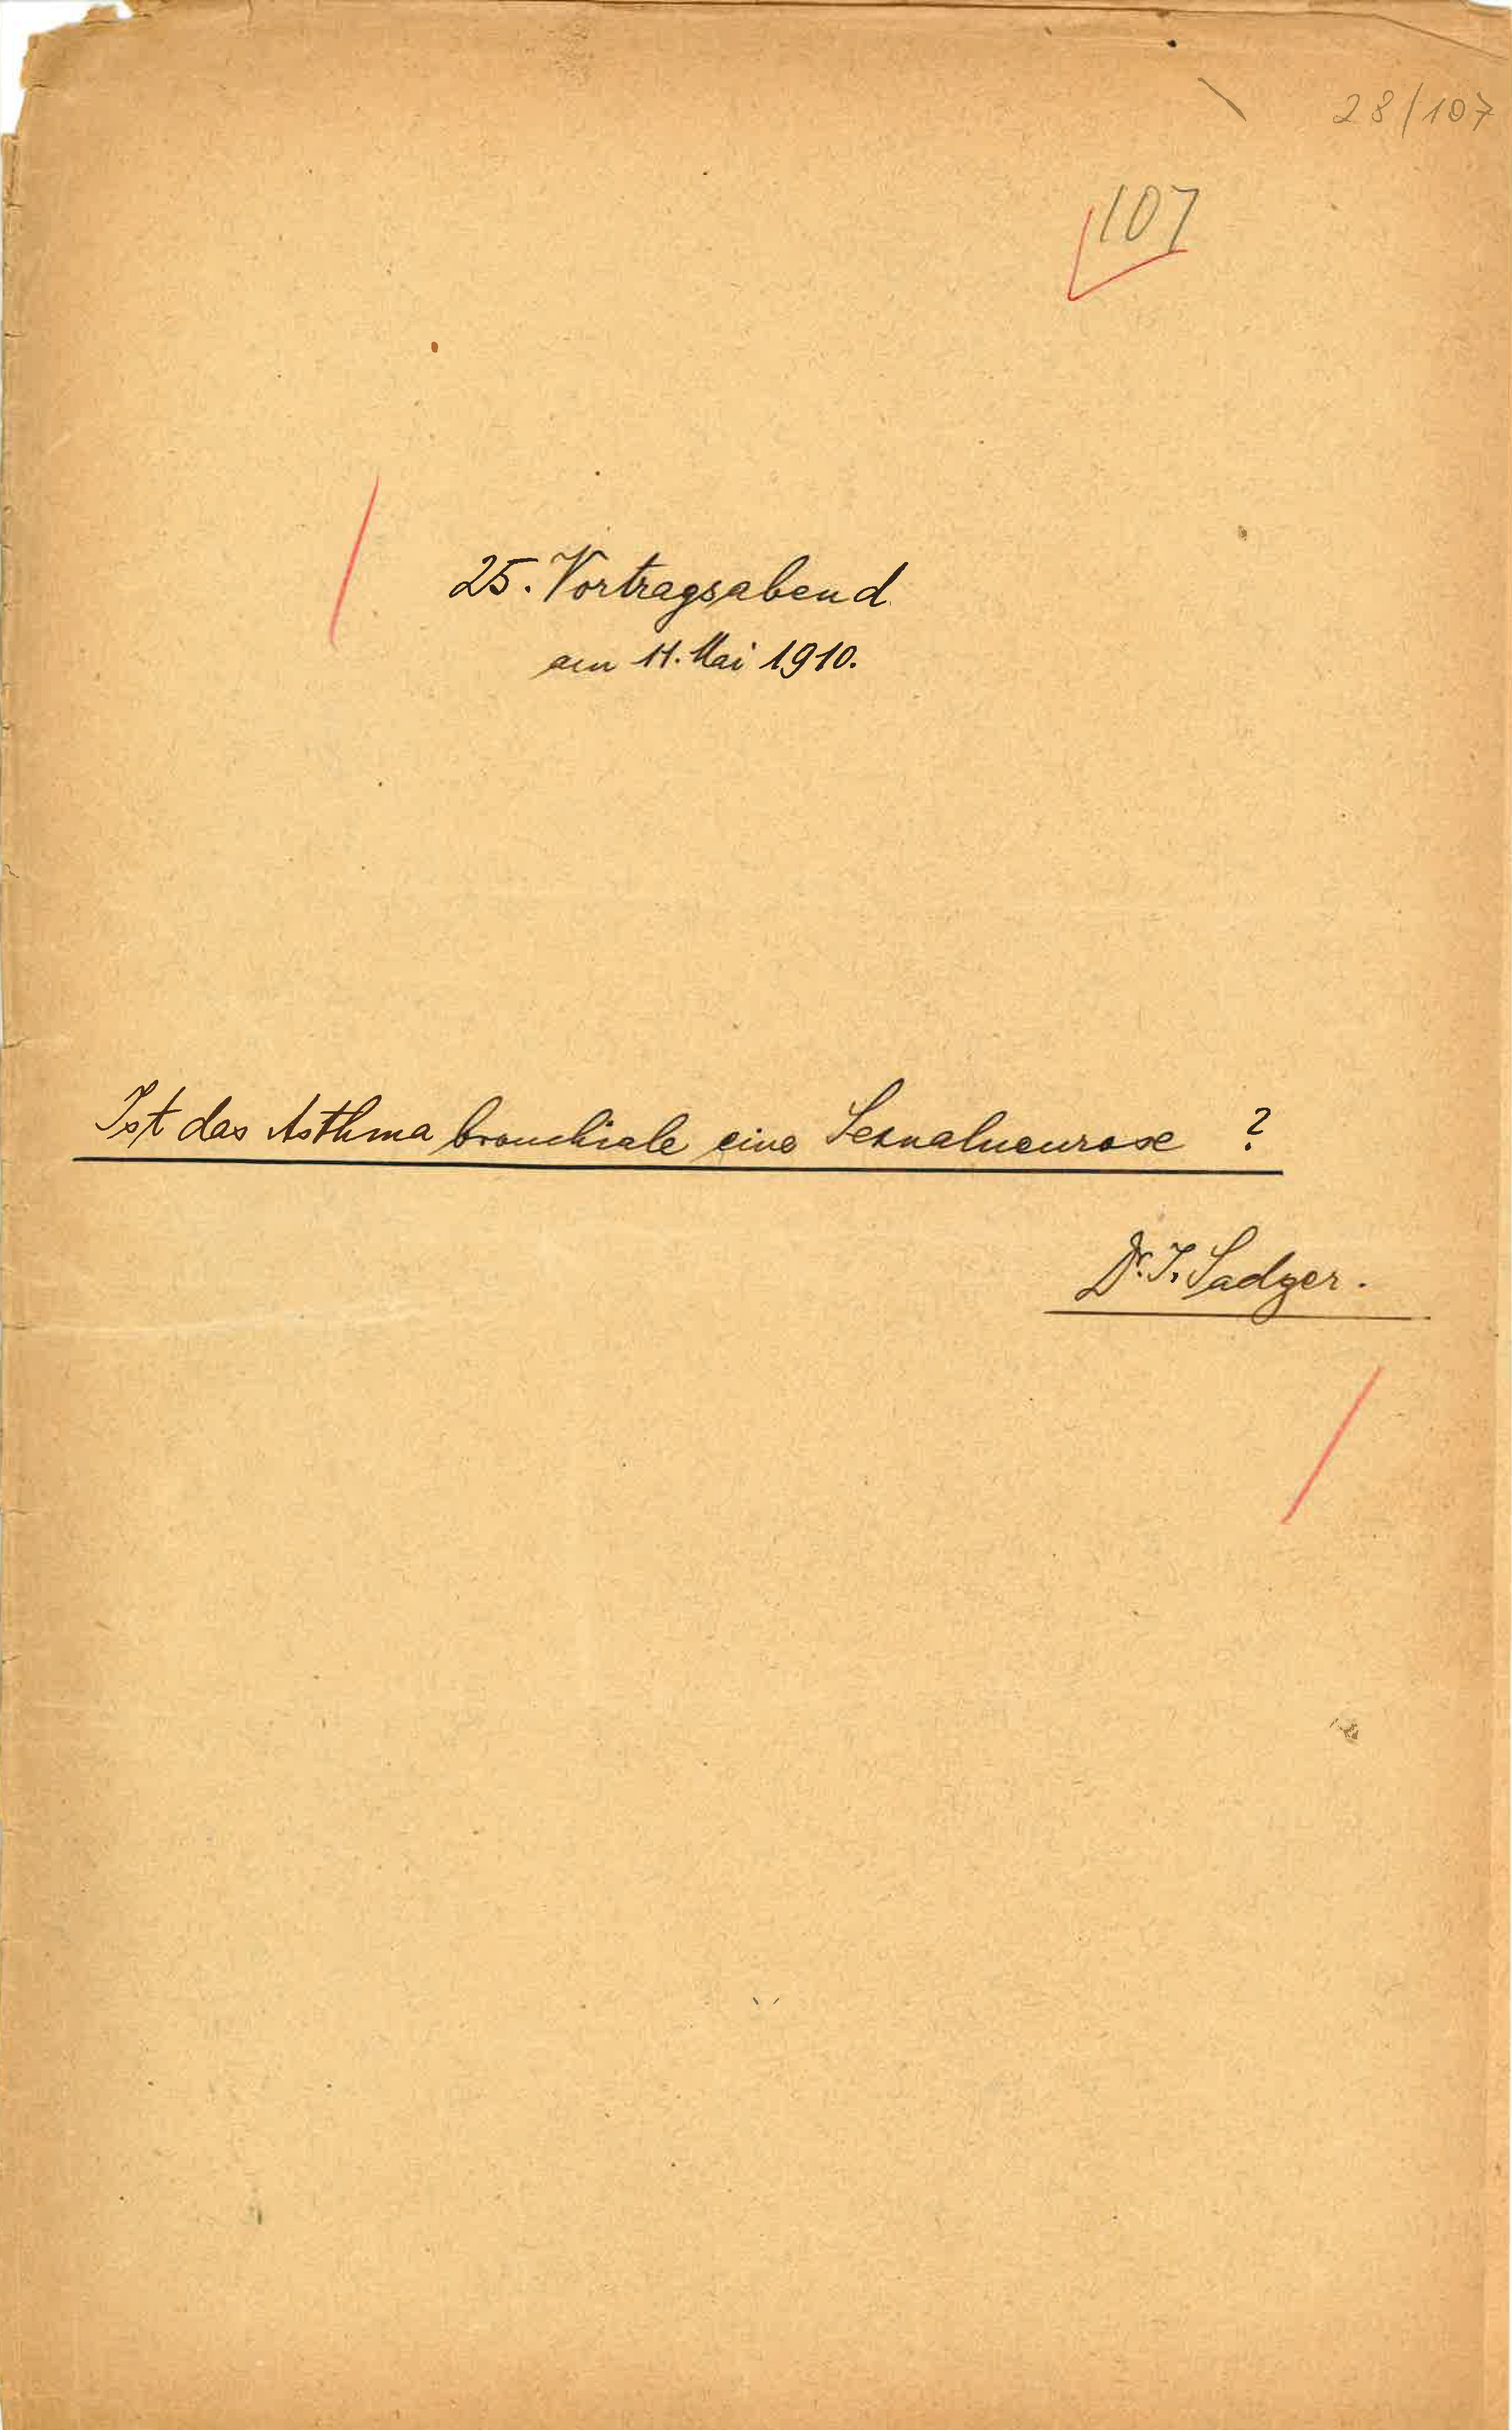 28/107
107
25. Vortragsabend
am 11. Mai 1910.
Ist das Asthma bronchiale eine Sexualneurose ?
Dr. J. Sadger.